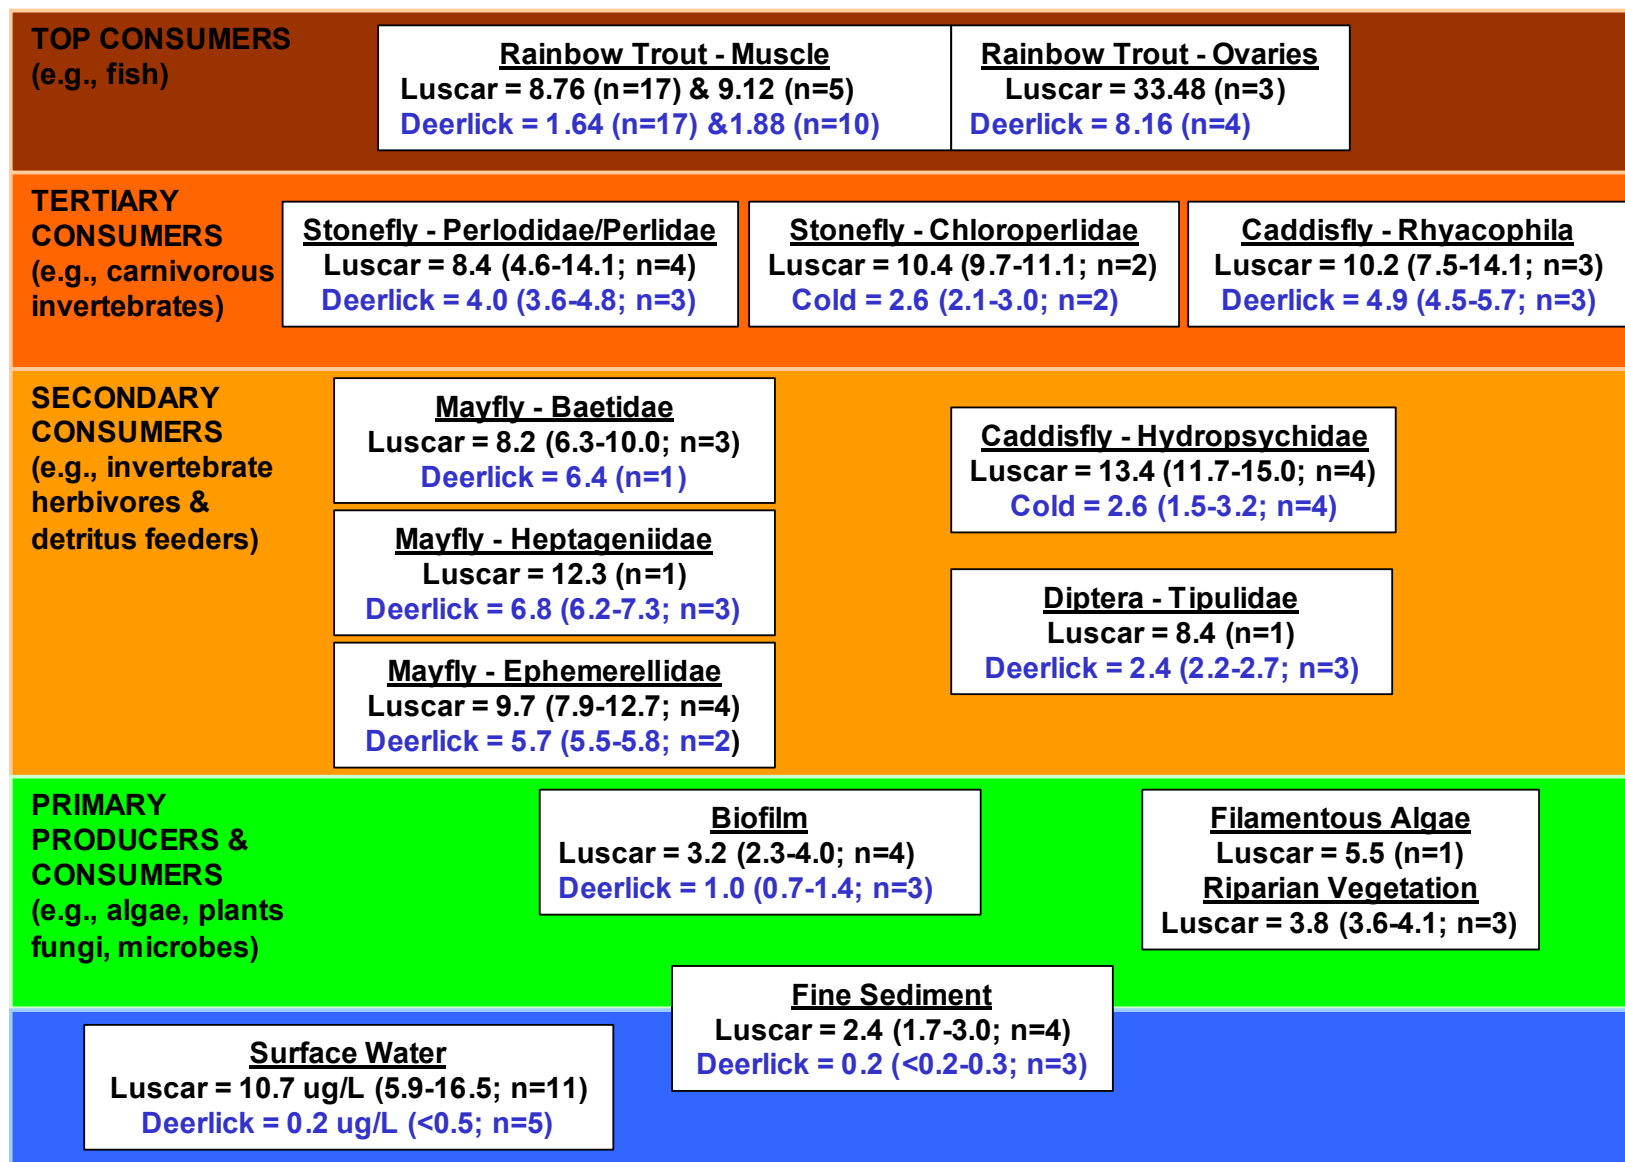 TOP CONSUMERS
(e.g., fish)
Rainbow Trout - Muscle
Luscar = 8.76 (n=17) & 9.12 (n=5)
Deerlick = 1.64 (n=17) &1.88 (n=10)
Rainbow Trout - Ovaries
Luscar = 33.48 (n=3)
Deerlick = 8.16 (n=4)
TERTIARY
CONSUMERS
(e.g., carnivorous
invertebrates)
Stonefly - Perlodidae/Perlidae
Luscar = 8.4 (4.6-14.1; n=4)
Deerlick = 4.0 (3.6-4.8; n=3)
Stonefly - Chloroperlidae
Luscar = 10.4 (9.7-11.1; n=2)
Cold = 2.6 (2.1-3.0; n=2)
Caddisfly - Rhyacophila
Luscar = 10.2 (7.5-14.1; n=3)
Deerlick = 4.9 (4.5-5.7; n=3)
SECONDARY
CONSUMERS
(e.g., invertebrate
herbivores &
detritus feeders)
Mayfly - Baetidae
Luscar = 8.2 (6.3-10.0; n=3)
Deerlick = 6.4 (n=1)
Mayfly - Heptageniidae
Luscar = 12.3 (n=1)
Deerlick = 6.8 (6.2-7.3; n=3)
Mayfly - Ephemerellidae
Luscar = 9.7 (7.9-12.7; n=4)
Deerlick = 5.7 (5.5-5.8; n=2)
Caddisfly - Hydropsychidae
Luscar = 13.4 (11.7-15.0; n=4)
Cold = 2.6 (1.5-3.2; n=4)
Diptera - Tipulidae
Luscar = 8.4 (n=1)
Deerlick = 2.4 (2.2-2.7; n=3)
PRIMARY
PRODUCERS &
CONSUMERS
(e.g., algae, plants
fungi, microbes)
Biofilm
Luscar = 3.2 (2.3-4.0; n=4)
Deerlick = 1.0 (0.7-1.4; n=3)
Filamentous Algae
Luscar = 5.5 (n=1)
Riparian Vegetation
Luscar = 3.8 (3.6-4.1; n=3)
Fine Sediment
Luscar = 2.4 (1.7-3.0; n=4)
Deerlick = 0.2 (<0.2-0.3; n=3)
Surface Water
Luscar = 10.7 ug/L (5.9-16.5; n=11)
Deerlick = 0.2 ug/L (<0.5; n=5)